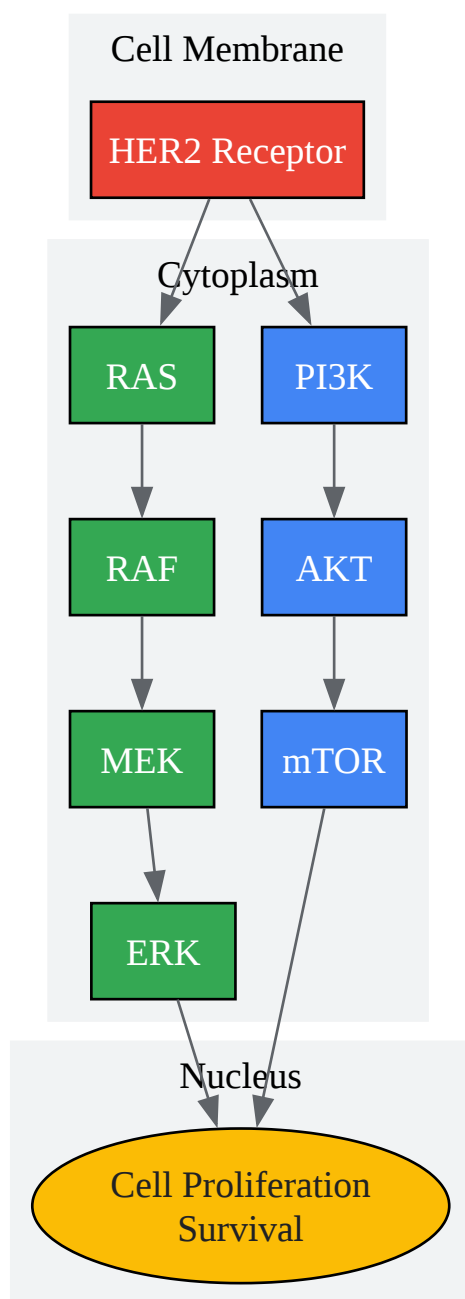 Cell Membrane
HER2 Receptor
Cytoplasm
RAS
PI3K
RAF
AKT
MEK
mTOR
ERK
Nucleus
Cell Proliferation
Survival